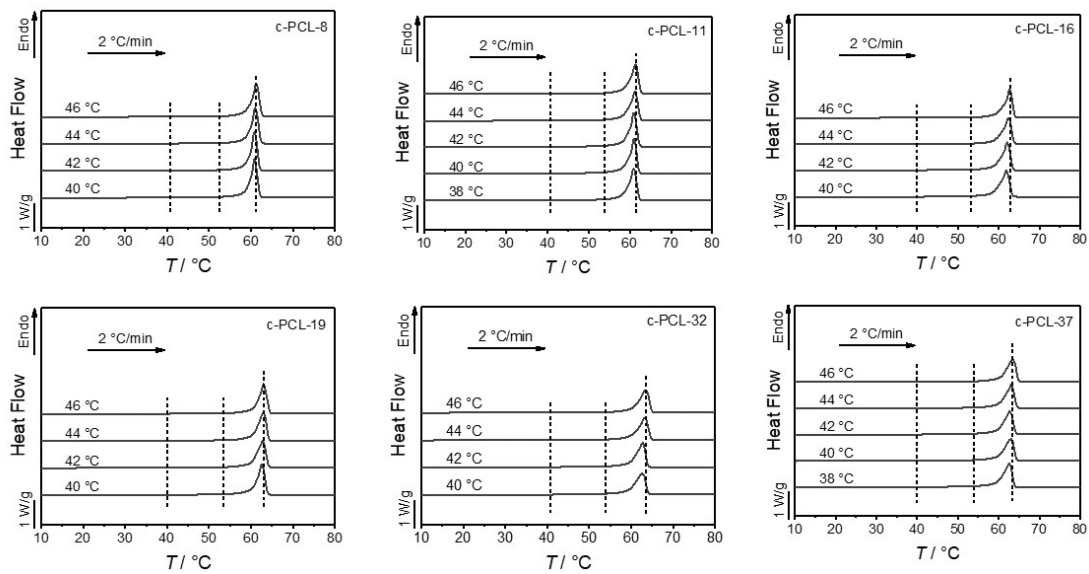 Endo
c-PCL-8
2 °C/min
Heat Flow
46 °C
44 °C
42 °C
40 °C
1 W/g
10 20 30 40 50 60 70 80
T / °C
Endo
c-PCL-11
2 °C/min
Heat Flow
46 °C
44 °C
42 °C
40 °C
38 °C
1 W/g
10 20 30 40 50 60 70 80
T / °C
Endo
c-PCL-16
2 °C/min
Heat Flow
46 °C
44 °C
42 °C
40 °C
1 W/g
10 20 30 40 50 60 70 80
T / °C
Endo
c-PCL-19
2 °C/min
Heat Flow
46 °C
44 °C
42 °C
40 °C
1 W/g
10 20 30 40 50 60 70 80
T / °C
Endo
c-PCL-32
2 °C/min
Heat Flow
46 °C
44 °C
42 °C
40 °C
1 W/g
10 20 30 40 50 60 70 80
T / °C
Endo
c-PCL-37
2 °C/min
Heat Flow
46 °C
44 °C
42 °C
40 °C
38 °C
1 W/g
10 20 30 40 50 60 70 80
T / °C